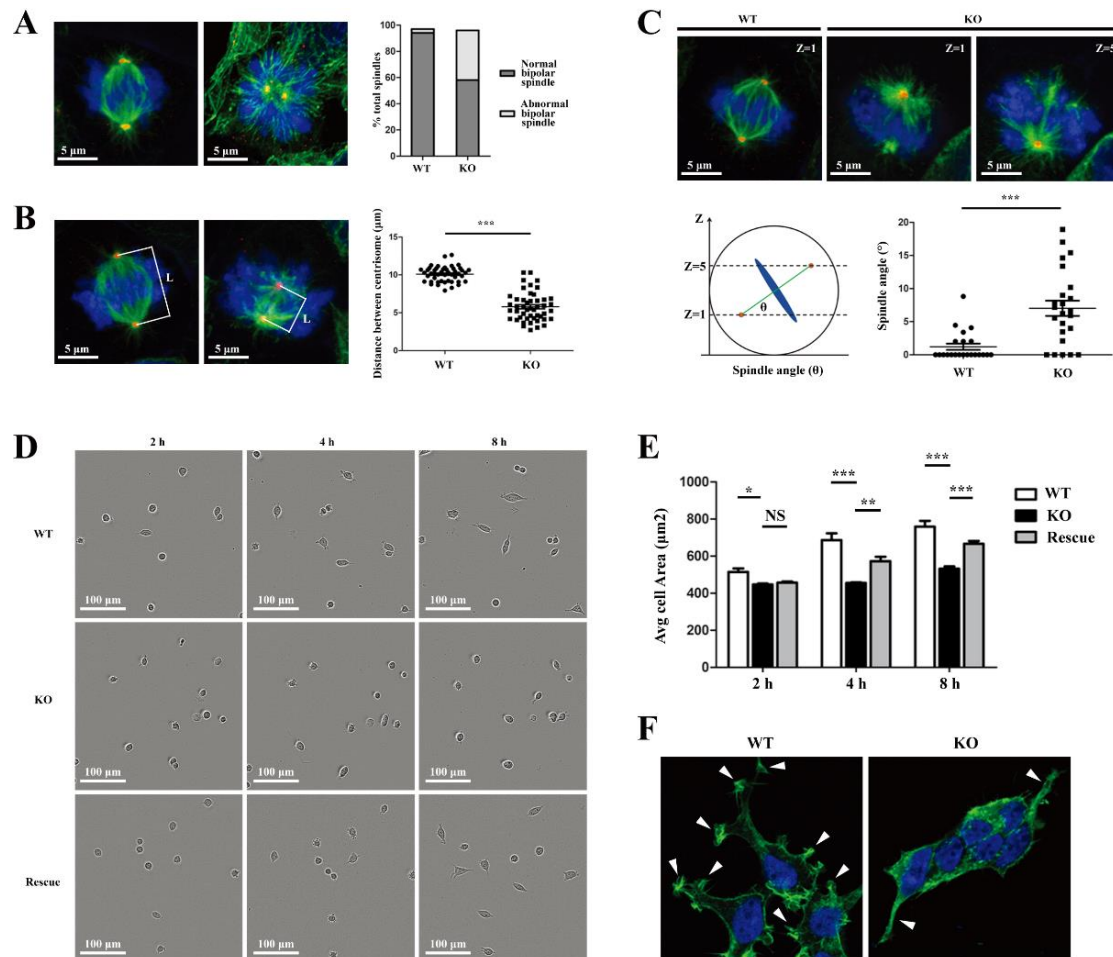 A
5 µm
5 µm
% total spindles
100
80
60
40
20
0
WT
KO
Normal
bipolar
spindle
Abnormal
bipolar
spindle
B
L
L
Distance between centrisome (µm)
***
15
10
5
0
WT
KO
5 µm
5 µm
C
WT
KO
Z=1
Z=1
Z=5
5 µm
5 µm
5 µm
Z
Z=5
Z=1
θ
Spindle angle (θ)
Spindle angle (°)
***
20
15
10
5
0
WT
KO
D
2 h
4 h
8 h
WT
100 µm
100 µm
100 µm
KO
100 µm
100 µm
100 µm
Rescue
100 µm
100 µm
100 µm
E
Avg cell Area (µm2)
1000
800
600
400
200
0
*
NS
***
**
***
***
2 h
4 h
8 h
WT
KO
Rescue
F
WT
KO